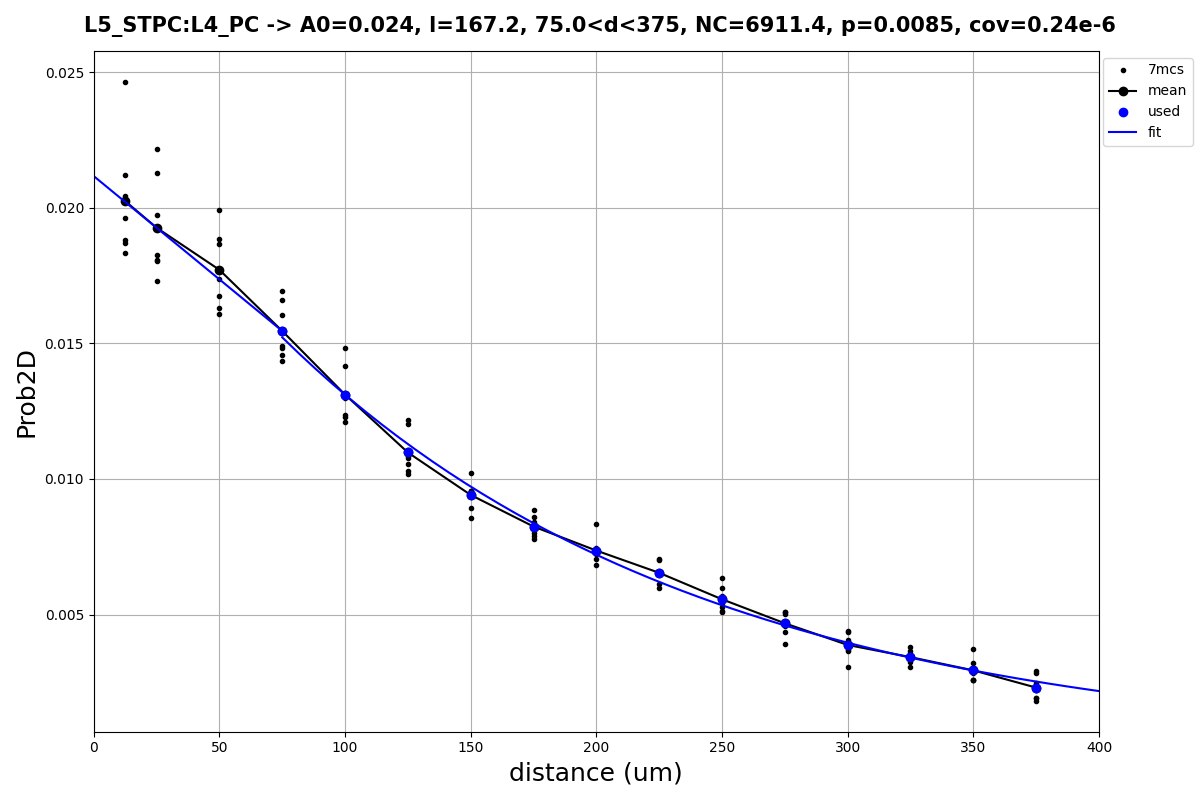 L5_STPC:L4_PC -> A0=0.024, l=167.2, 75.0<d<375, NC=6911.4, p=0.0085, cov=0.24e-6
7mcs
mean
used
fit
Prob2D
0.025
0.020
0.015
0.010
0.005
0 50 100 150 200 250 300 350 400
distance (um)